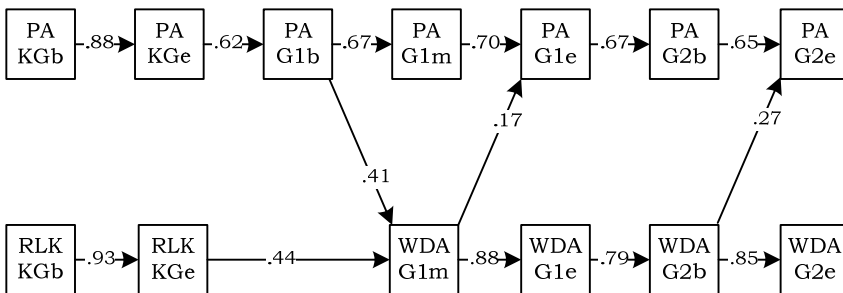 PA
KGb
.88
PA
KGe
.62
PA
G1b
.67
PA
G1m
.70
PA
G1e
.67
PA
G2b
.65
PA
G2e
.17
.27
.41
RLK
KGb
.93
RLK
KGe
.44
WDA
G1m
.88
WDA
G1e
.79
WDA
G2b
.85
WDA
G2e